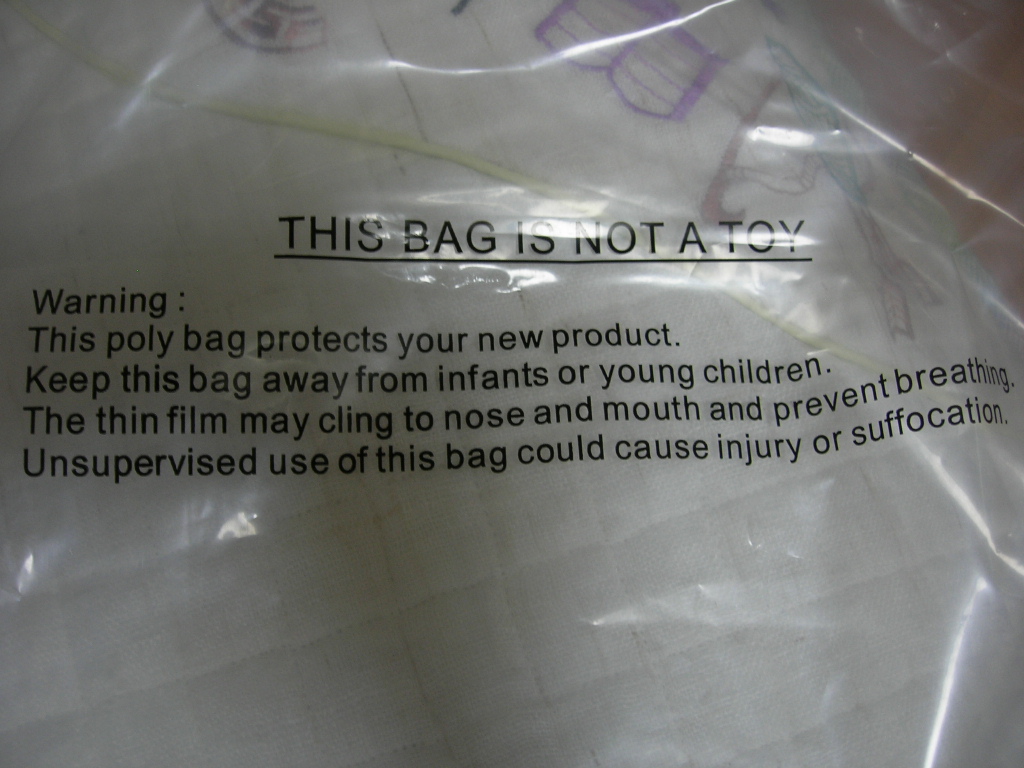 THIS BAG IS NOT A TOY
Warning :
This poly bag protects your new product.
Keep this bag away from infants or young children.
The thin film may cling to nose and mouth and prevent breathing.
Unsupervised use of this bag could cause injury or suffocation.